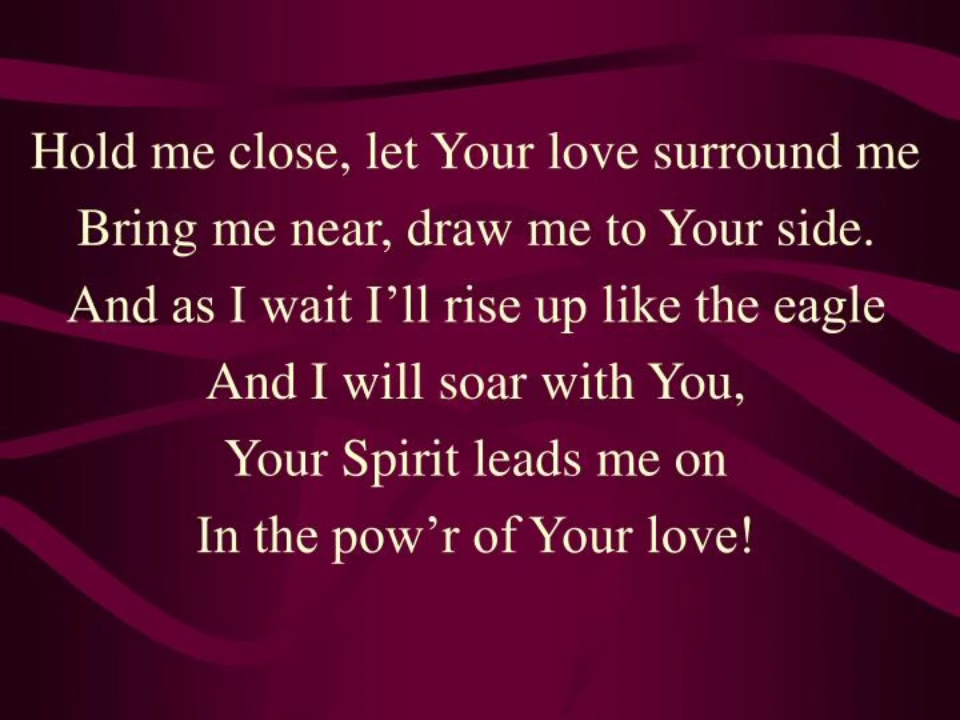 Hold me close, let Your love surround me
Bring me near, draw me to Your side.
And as I wait I’ll rise up like the eagle
And I will soar with You,
Your Spirit leads me on
In the pow’r of Your love!